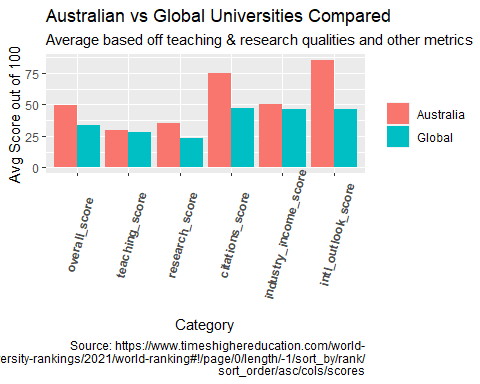 Australian vs Global Universities Compared
Average based off teaching & research qualities and other metrics
Avg Score out of 100
75
50
25
0
overall_score
teaching_score
research_score
citations_score
industry_income_score
intl_outlook_score
Category
Australia
Global
Source: https://www.timeshighereducation.com/world-
ersity-rankings/2021/world-ranking#!/page/0/length/-1/sort_by/rank/
sort_order/asc/cols/scores